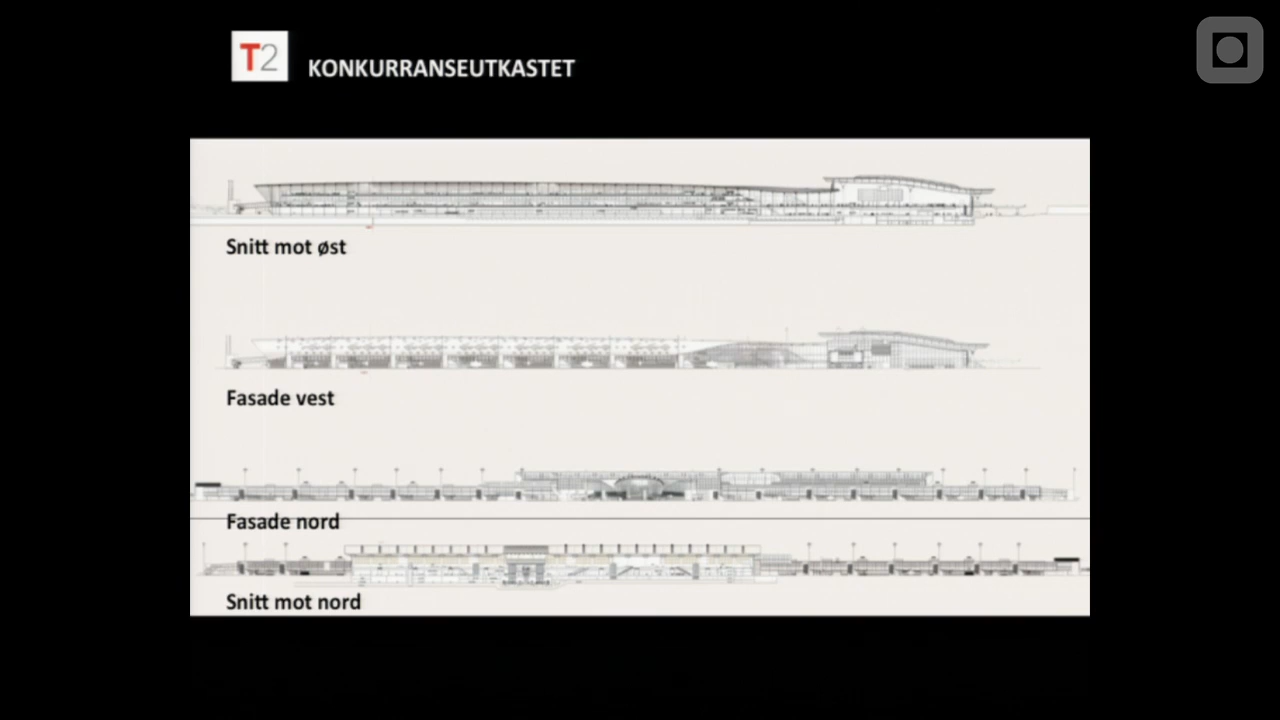 T2
KONKURRANSEUTKASTET
Snitt mot øst
Fasade vest
Fasade nord
Snitt mot nord